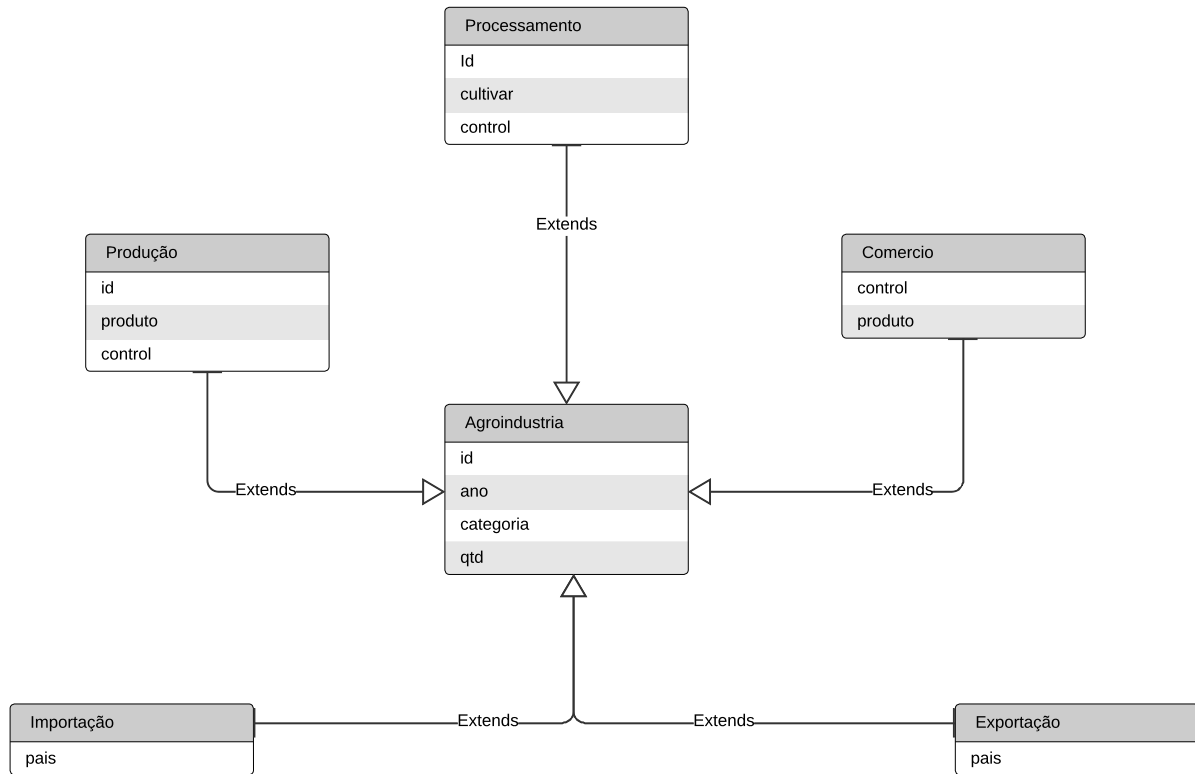 Processamento
Id
cultivar
control
Extends
Produção
id
produto
control
Comercio
control
produto
Agroindustria
id
ano
categoria
qtd
Extends
Extends
Importação
pais
Extends
Extends
Exportação
pais